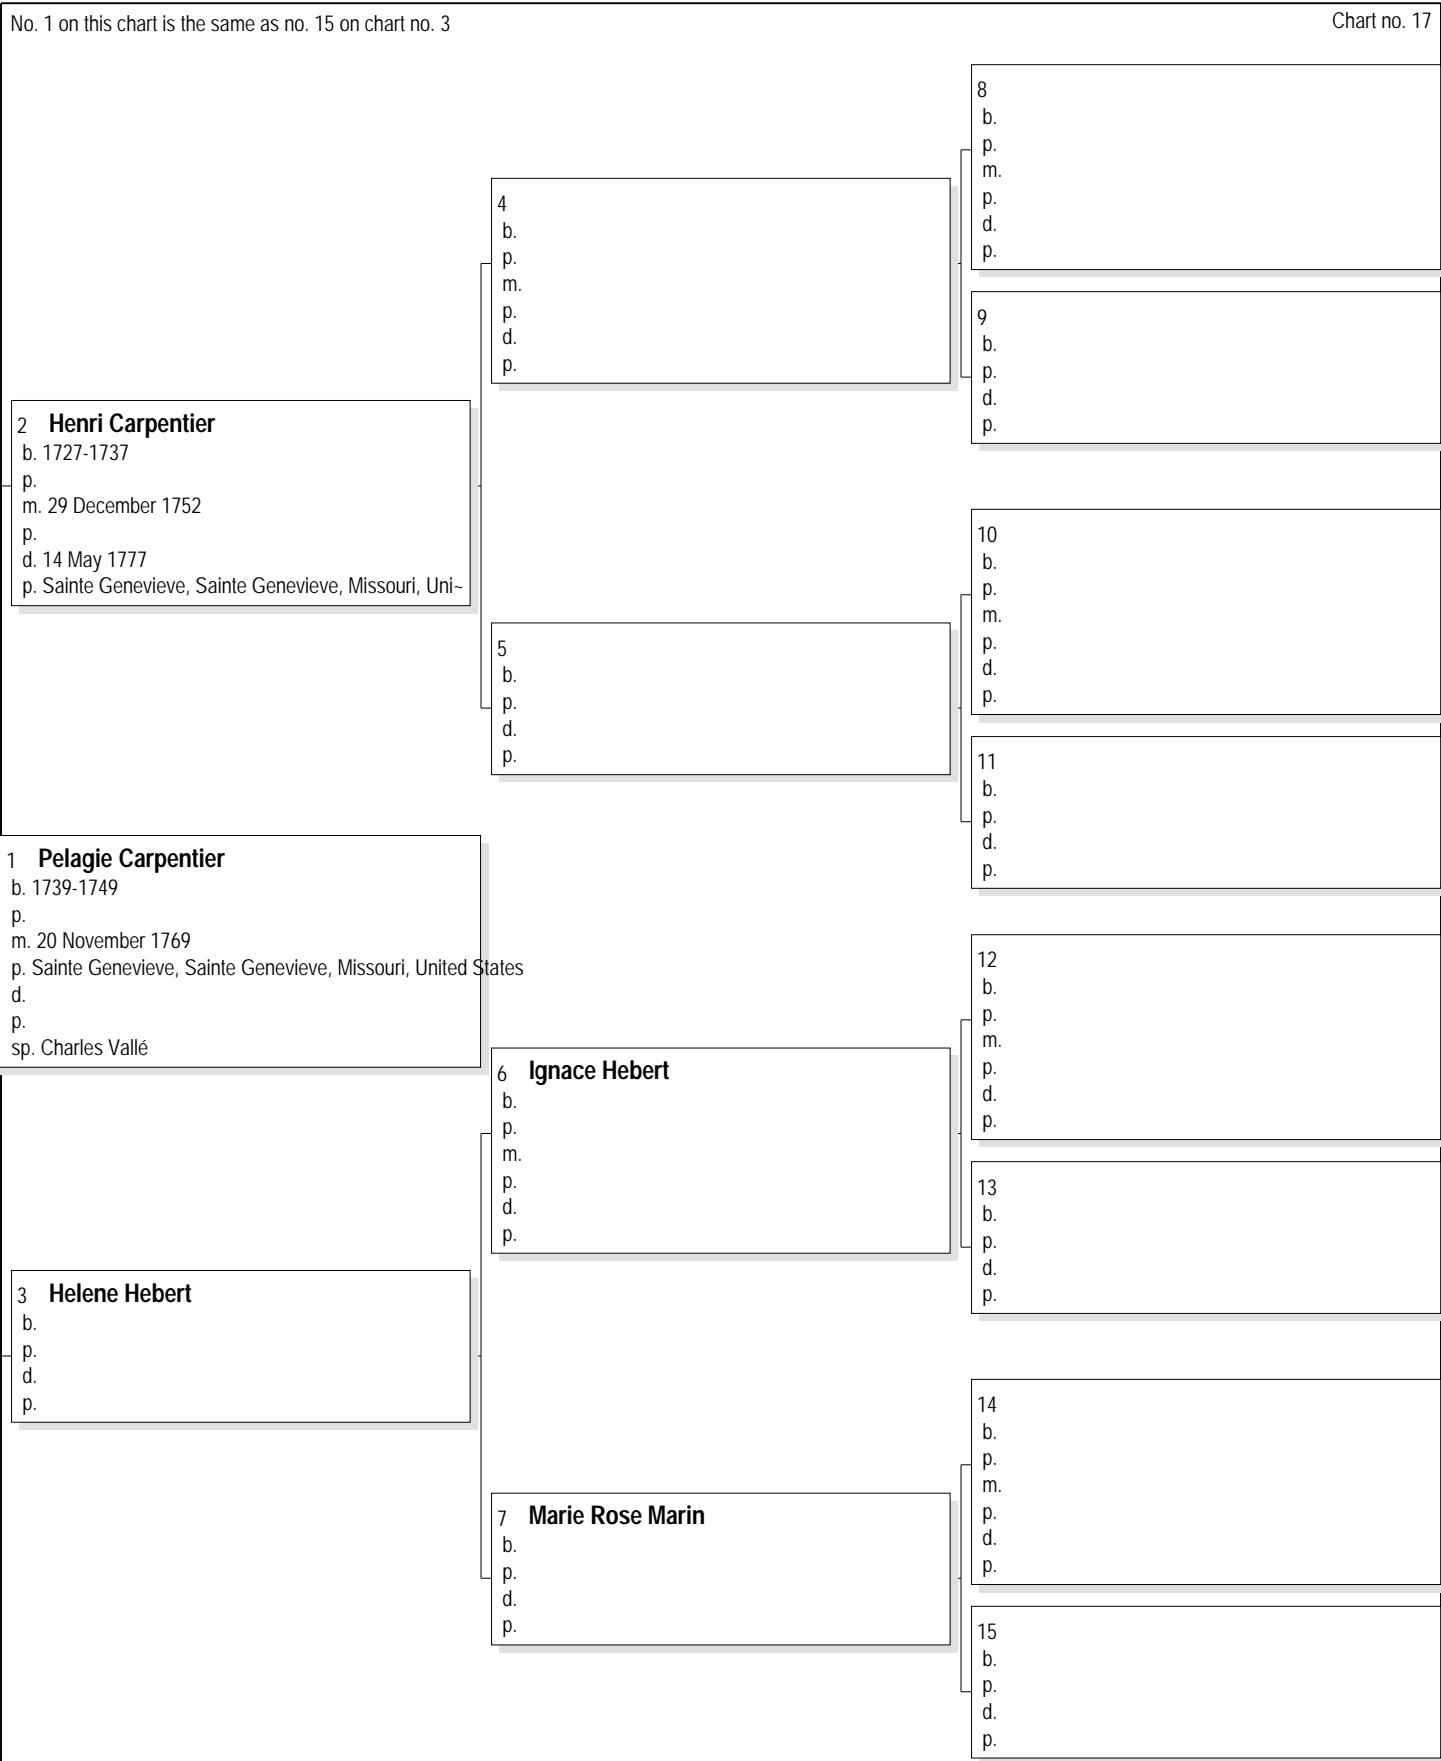 No. 1 on this chart is the same as no. 15 on chart no. 3
Chart no. 17
8
b.
p.
m.
p.
d.
p.
4
b.
p.
m.
p.
d.
p.
9
b.
p.
d.
p.
2 Henri Carpentier
b. 1727-1737
p.
m. 29 December 1752
p.
d. 14 May 1777
p. Sainte Genevieve, Sainte Genevieve, Missouri, Uni~
10
b.
p.
m.
p.
d.
p.
5
b.
p.
d.
p.
11
b.
p.
d.
p.
1 Pelagie Carpentier
b. 1739-1749
p.
m. 20 November 1769
p. Sainte Genevieve, Sainte Genevieve, Missouri, United States
d.
p.
sp. Charles Vallé
12
b.
p.
m.
p.
d.
p.
6 Ignace Hebert
b.
p.
m.
p.
d.
p.
13
b.
p.
d.
p.
3 Helene Hebert
b.
p.
d.
p.
14
b.
p.
m.
p.
d.
p.
7 Marie Rose Marin
b.
p.
d.
p.
15
b.
p.
d.
p.